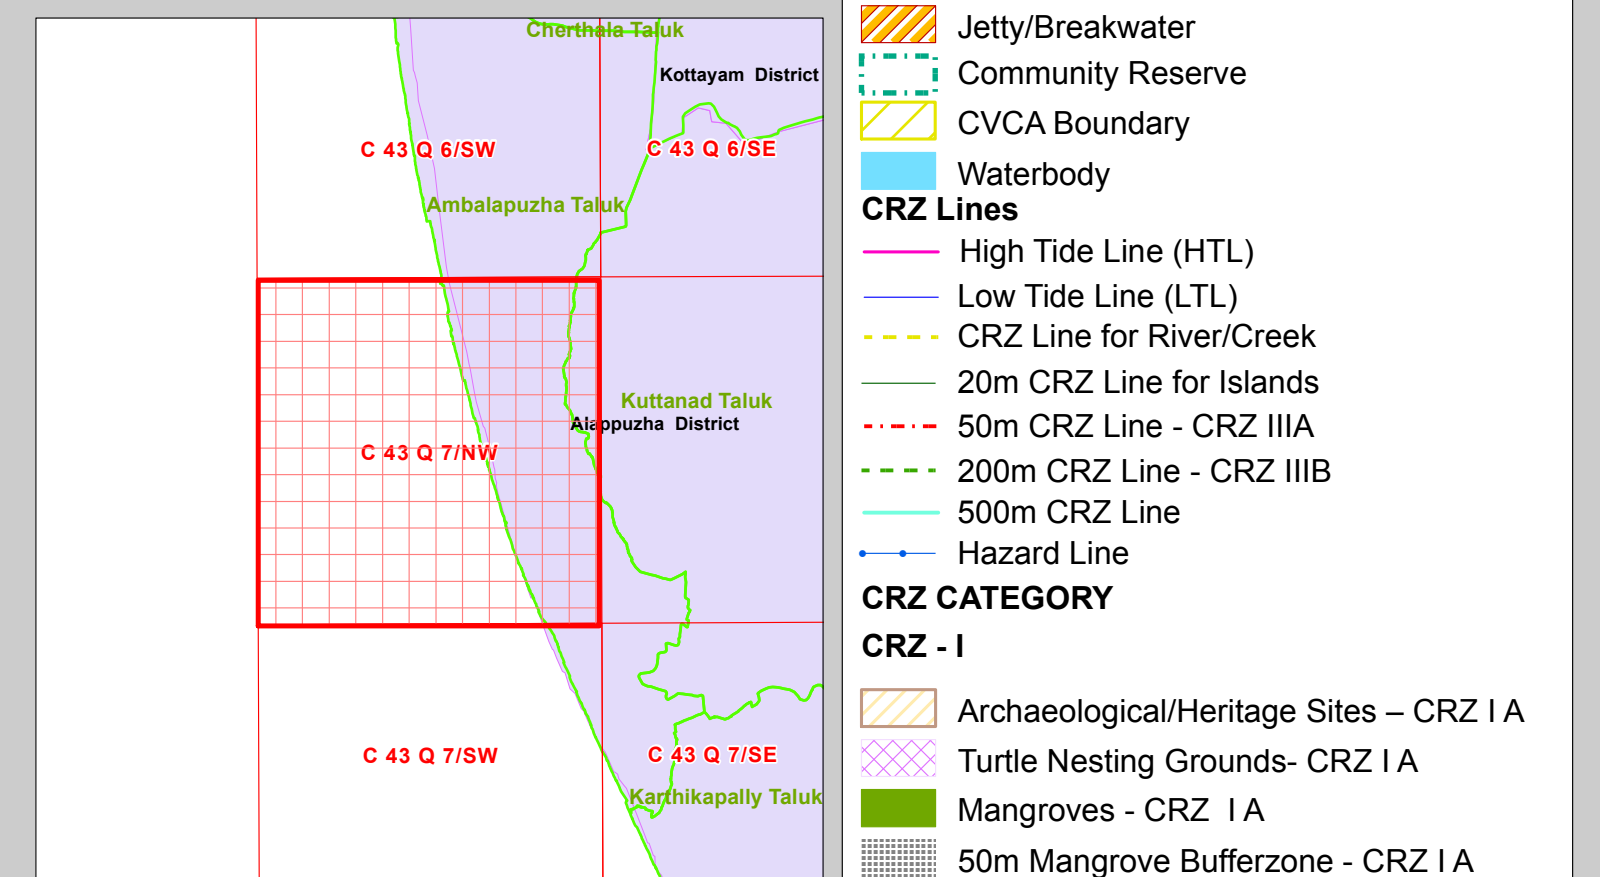 Cherthala Taluk
Kottayam District
C 43 Q 6/SW
C 43 Q 6/SE
Ambalapuzha Taluk
Kuttanad Taluk
Alappuzha District
C 43 Q 7/NW
C 43 Q 7/SW
C 43 Q 7/SE
Karthikapally Taluk
Jetty/Breakwater
Community Reserve
CVCA Boundary
Waterbody
CRZ Lines
High Tide Line (HTL)
Low Tide Line (LTL)
CRZ Line for River/Creek
20m CRZ Line for Islands
50m CRZ Line - CRZ IIIA
200m CRZ Line - CRZ IIIB
500m CRZ Line
Hazard Line
CRZ CATEGORY
CRZ - I
Archaeological/Heritage Sites – CRZ I A
Turtle Nesting Grounds- CRZ I A
Mangroves - CRZ I A
50m Mangrove Bufferzone - CRZ I A